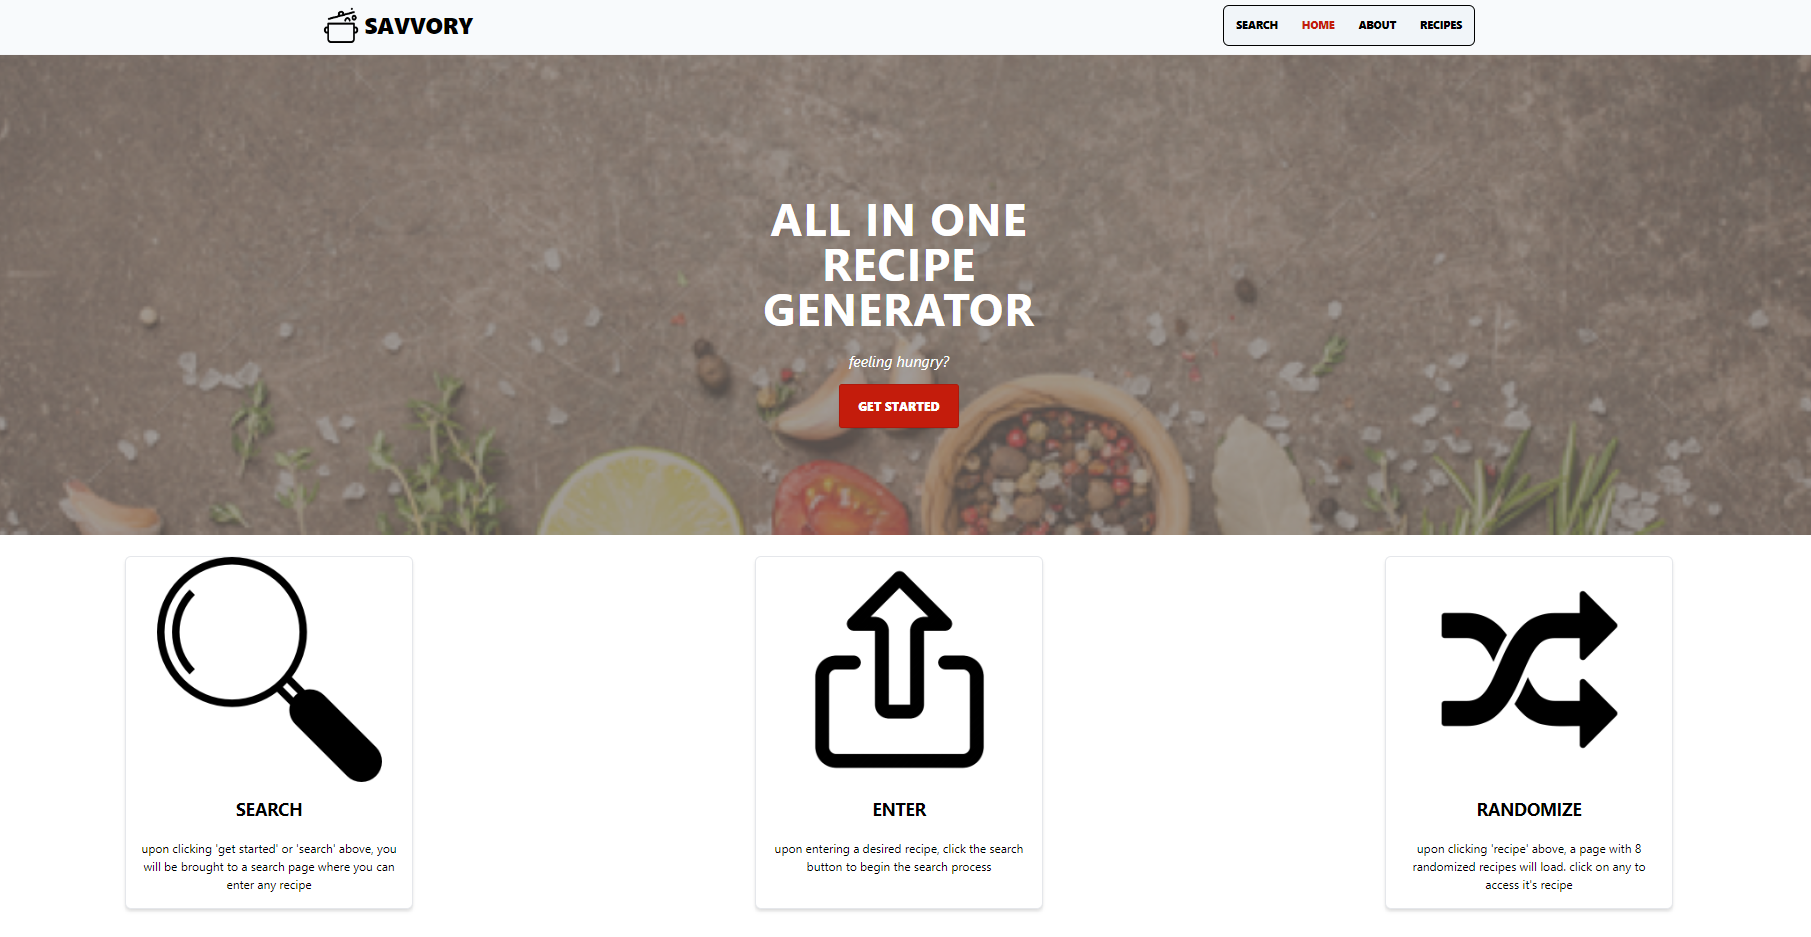 SAVVORY
SEARCH HOME ABOUT RECIPES
ALL IN ONE
RECIPE
GENERATOR
feeling hungry?
GET STARTED
SEARCH
upon clicking 'get started' or 'search' above, you
will be brought to a search page where you can
enter any recipe
ENTER
upon entering a desired recipe, click the search
button to begin the search process
RANDOMIZE
upon clicking 'recipe' above, a page with 8
randomized recipes will load. click on any to
access it's recipe